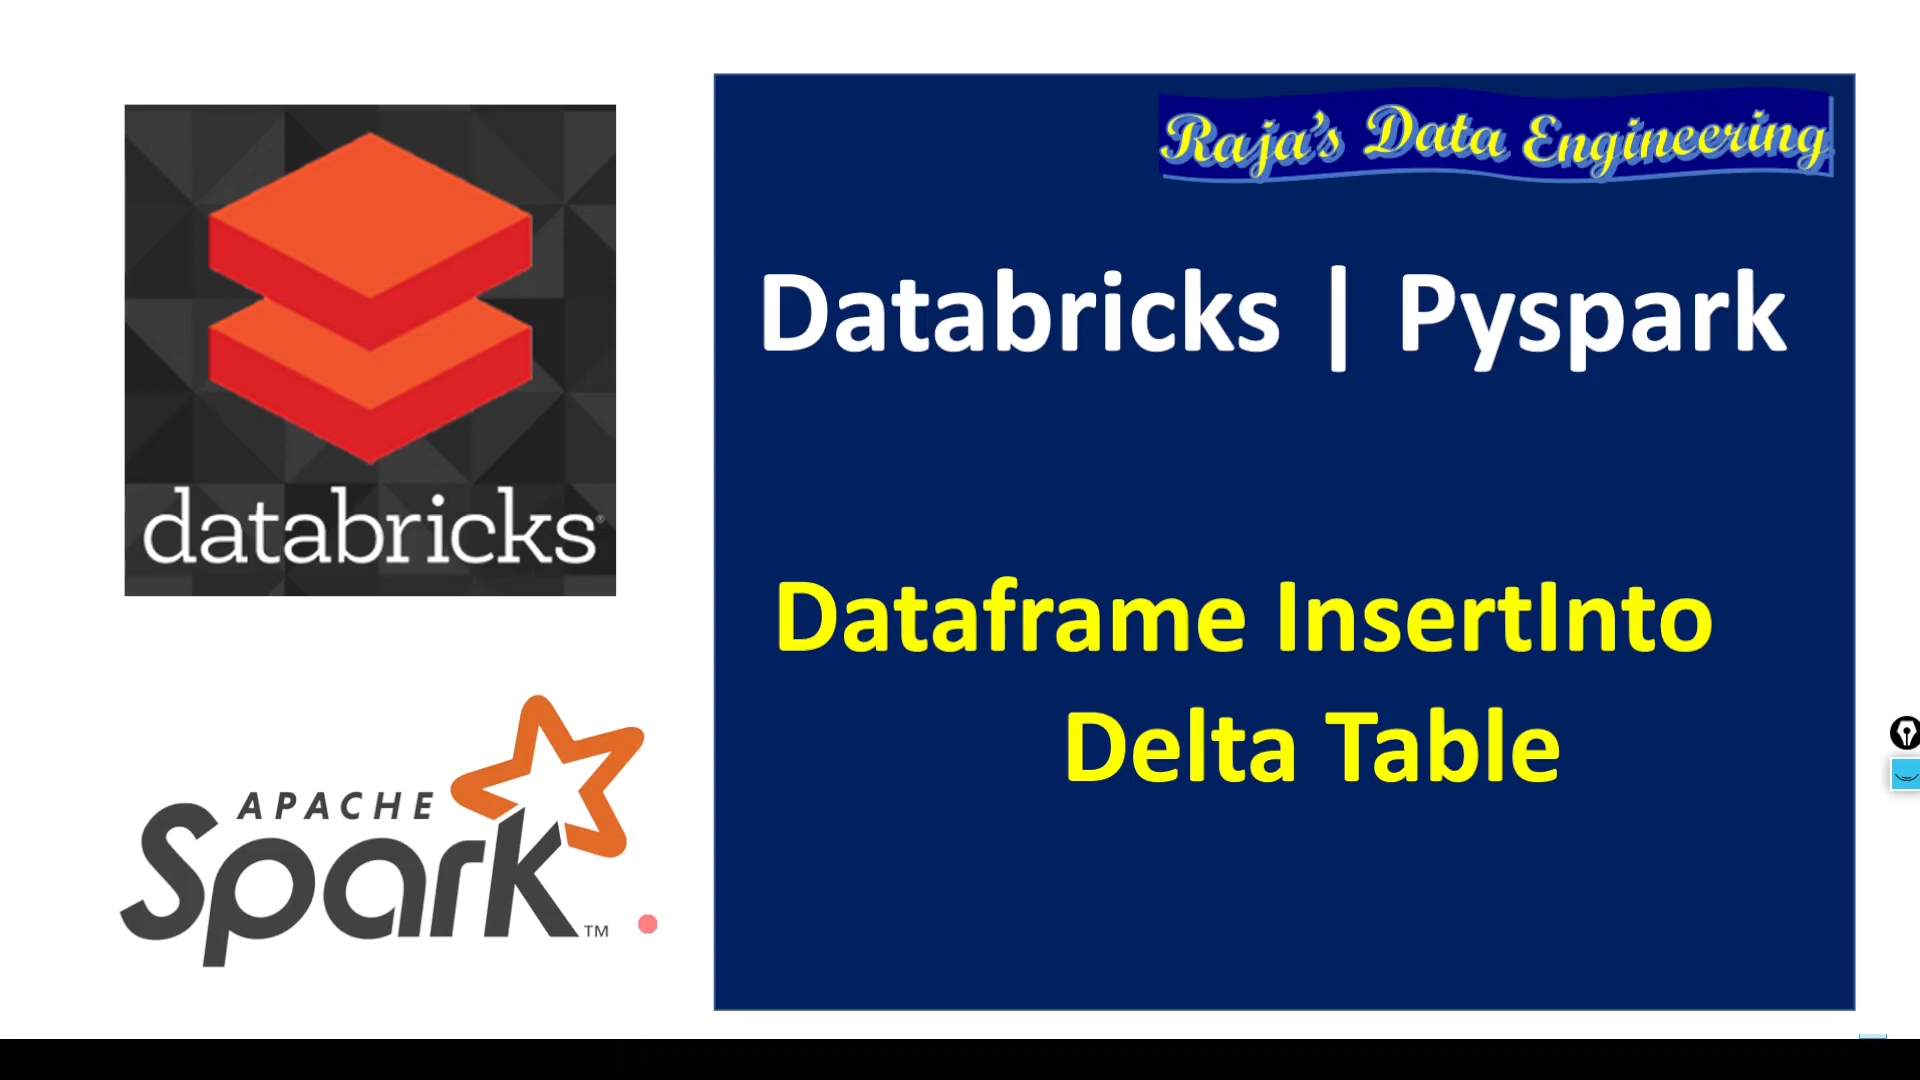 databricks
APACHE
Spark TM
Raja's Data Engineering
Databricks | Pyspark
Dataframe InsertInto
Delta Table